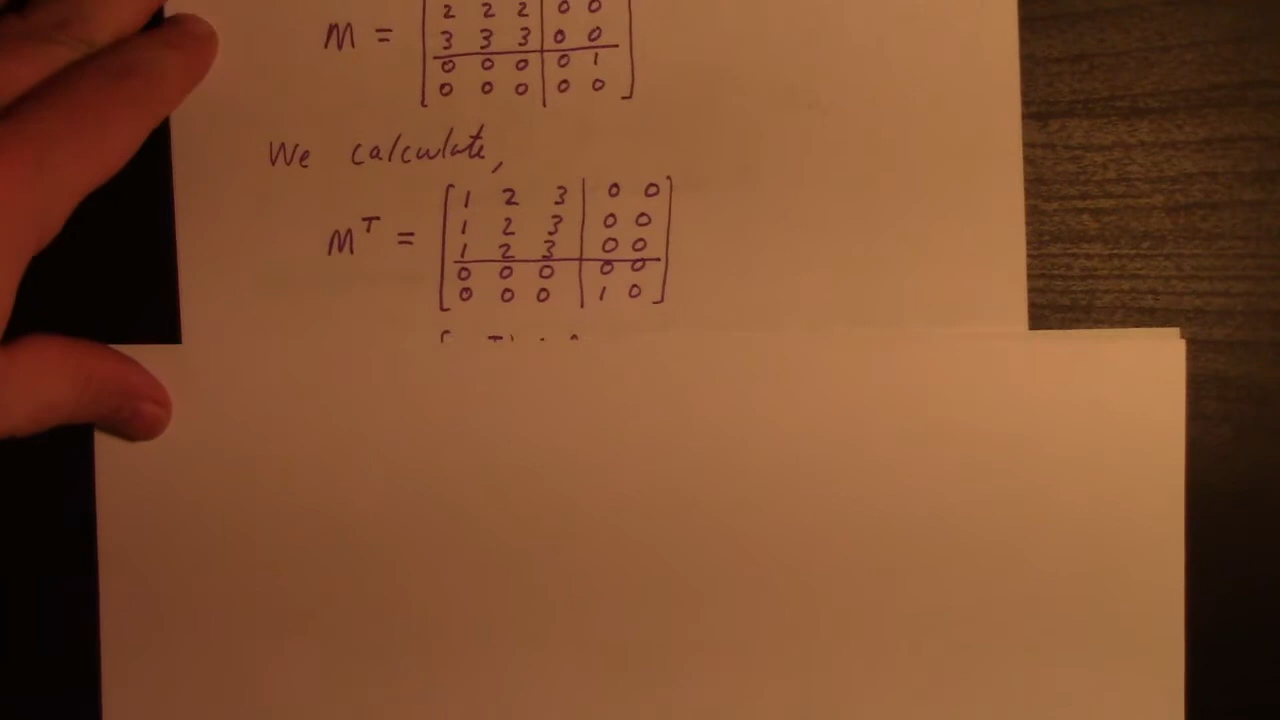 2 2 2 | 0 0
M = [ 3 3 3 | 0 0 ]
0 0 0 | 0 1
0 0 0 | 0 0
We calculate,
1 2 3 | 0 0
1 2 3 | 0 0
Mᵀ = [ 1 2 3 | 0 0 ]
0 0 0 | 0 0
0 0 0 | 1 0